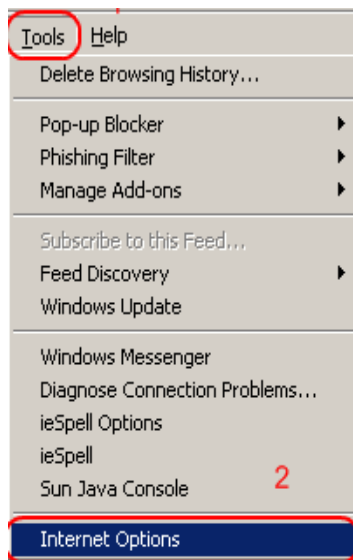 Tools Help
Delete Browsing History...
Pop-up Blocker
Phishing Filter
Manage Add-ons
Subscribe to this Feed...
Feed Discovery
Windows Update
Windows Messenger
Diagnose Connection Problems...
ieSpell Options
ieSpell
Sun Java Console
2
Internet Options